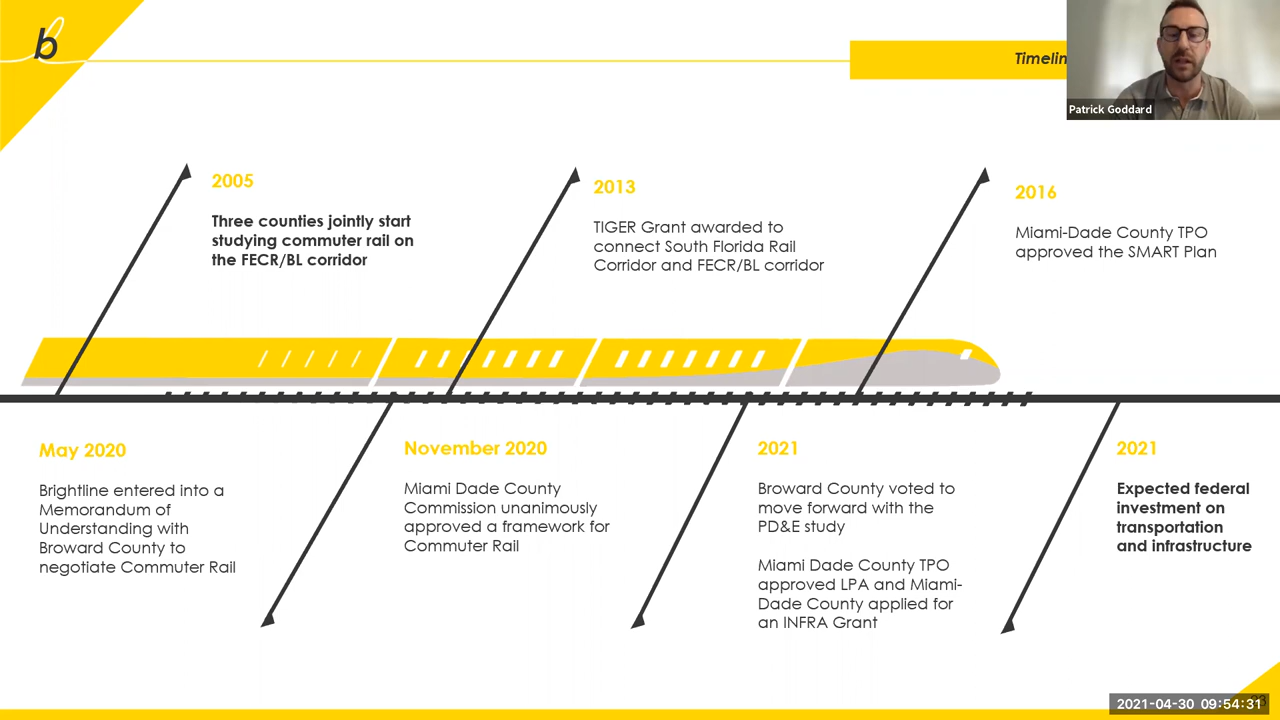 b
Timelin
Patrick Goddard
2005
Three counties jointly start
studying commuter rail on
the FECR/BL corridor
2013
TIGER Grant awarded to
connect South Florida Rail
Corridor and FECR/BL corridor
2016
Miami-Dade County TPO
approved the SMART Plan
May 2020
Brightline entered into a
Memorandum of
Understanding with
Broward County to
negotiate Commuter Rail
November 2020
Miami Dade County
Commission unanimously
approved a framework for
Commuter Rail
2021
Broward County voted to
move forward with the
PD&E study
Miami Dade County TPO
approved LPA and Miami-
Dade County applied for
an INFRA Grant
2021
Expected federal
investment on
transportation
and infrastructure
2021-04-30 09:54:31